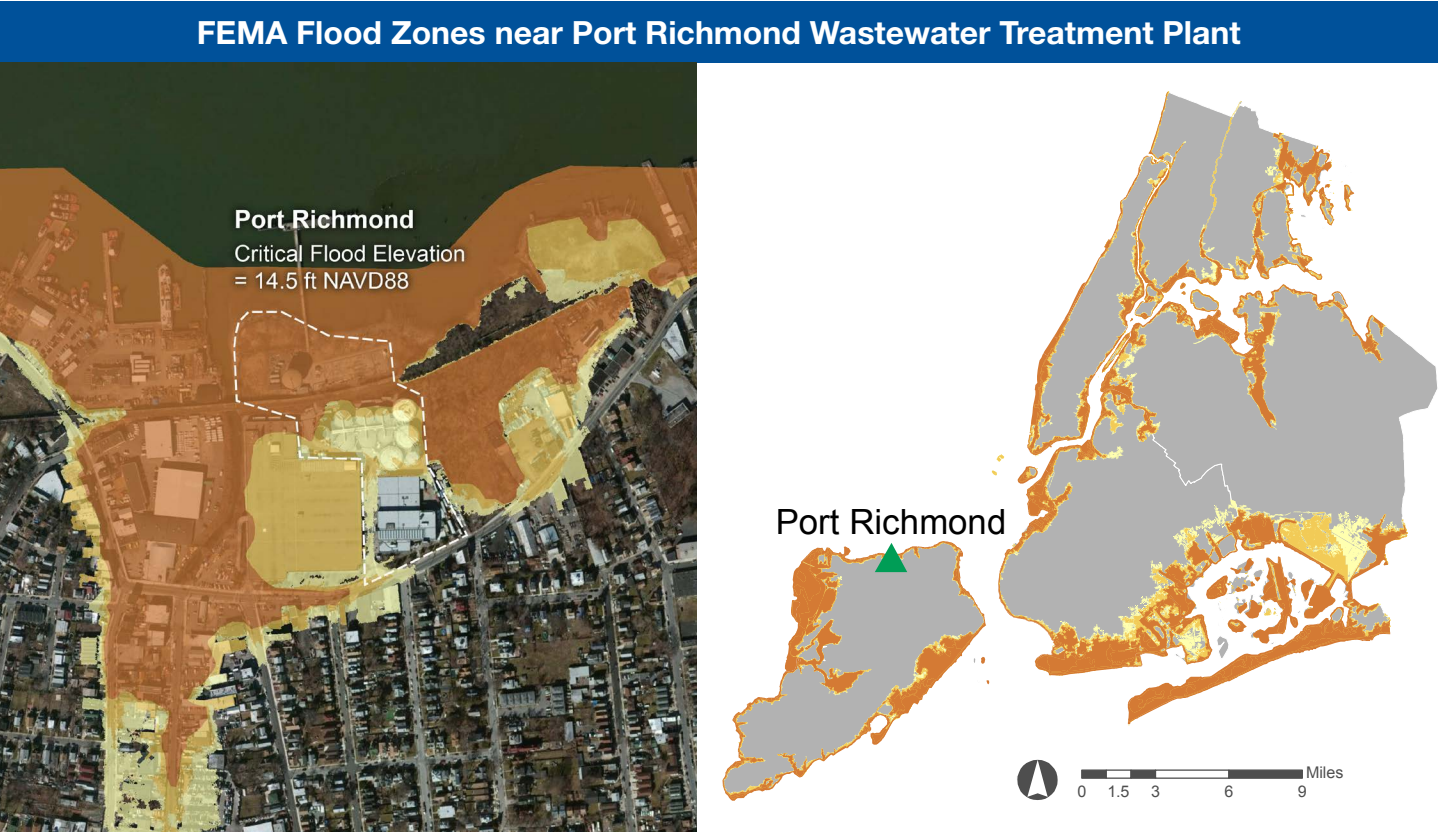 FEMA Flood Zones near Port Richmond Wastewater Treatment Plant
Port Richmond
Critical Flood Elevation
= 14.5 ft NAVD88
Port Richmond
Miles
0 1.5 3 6 9